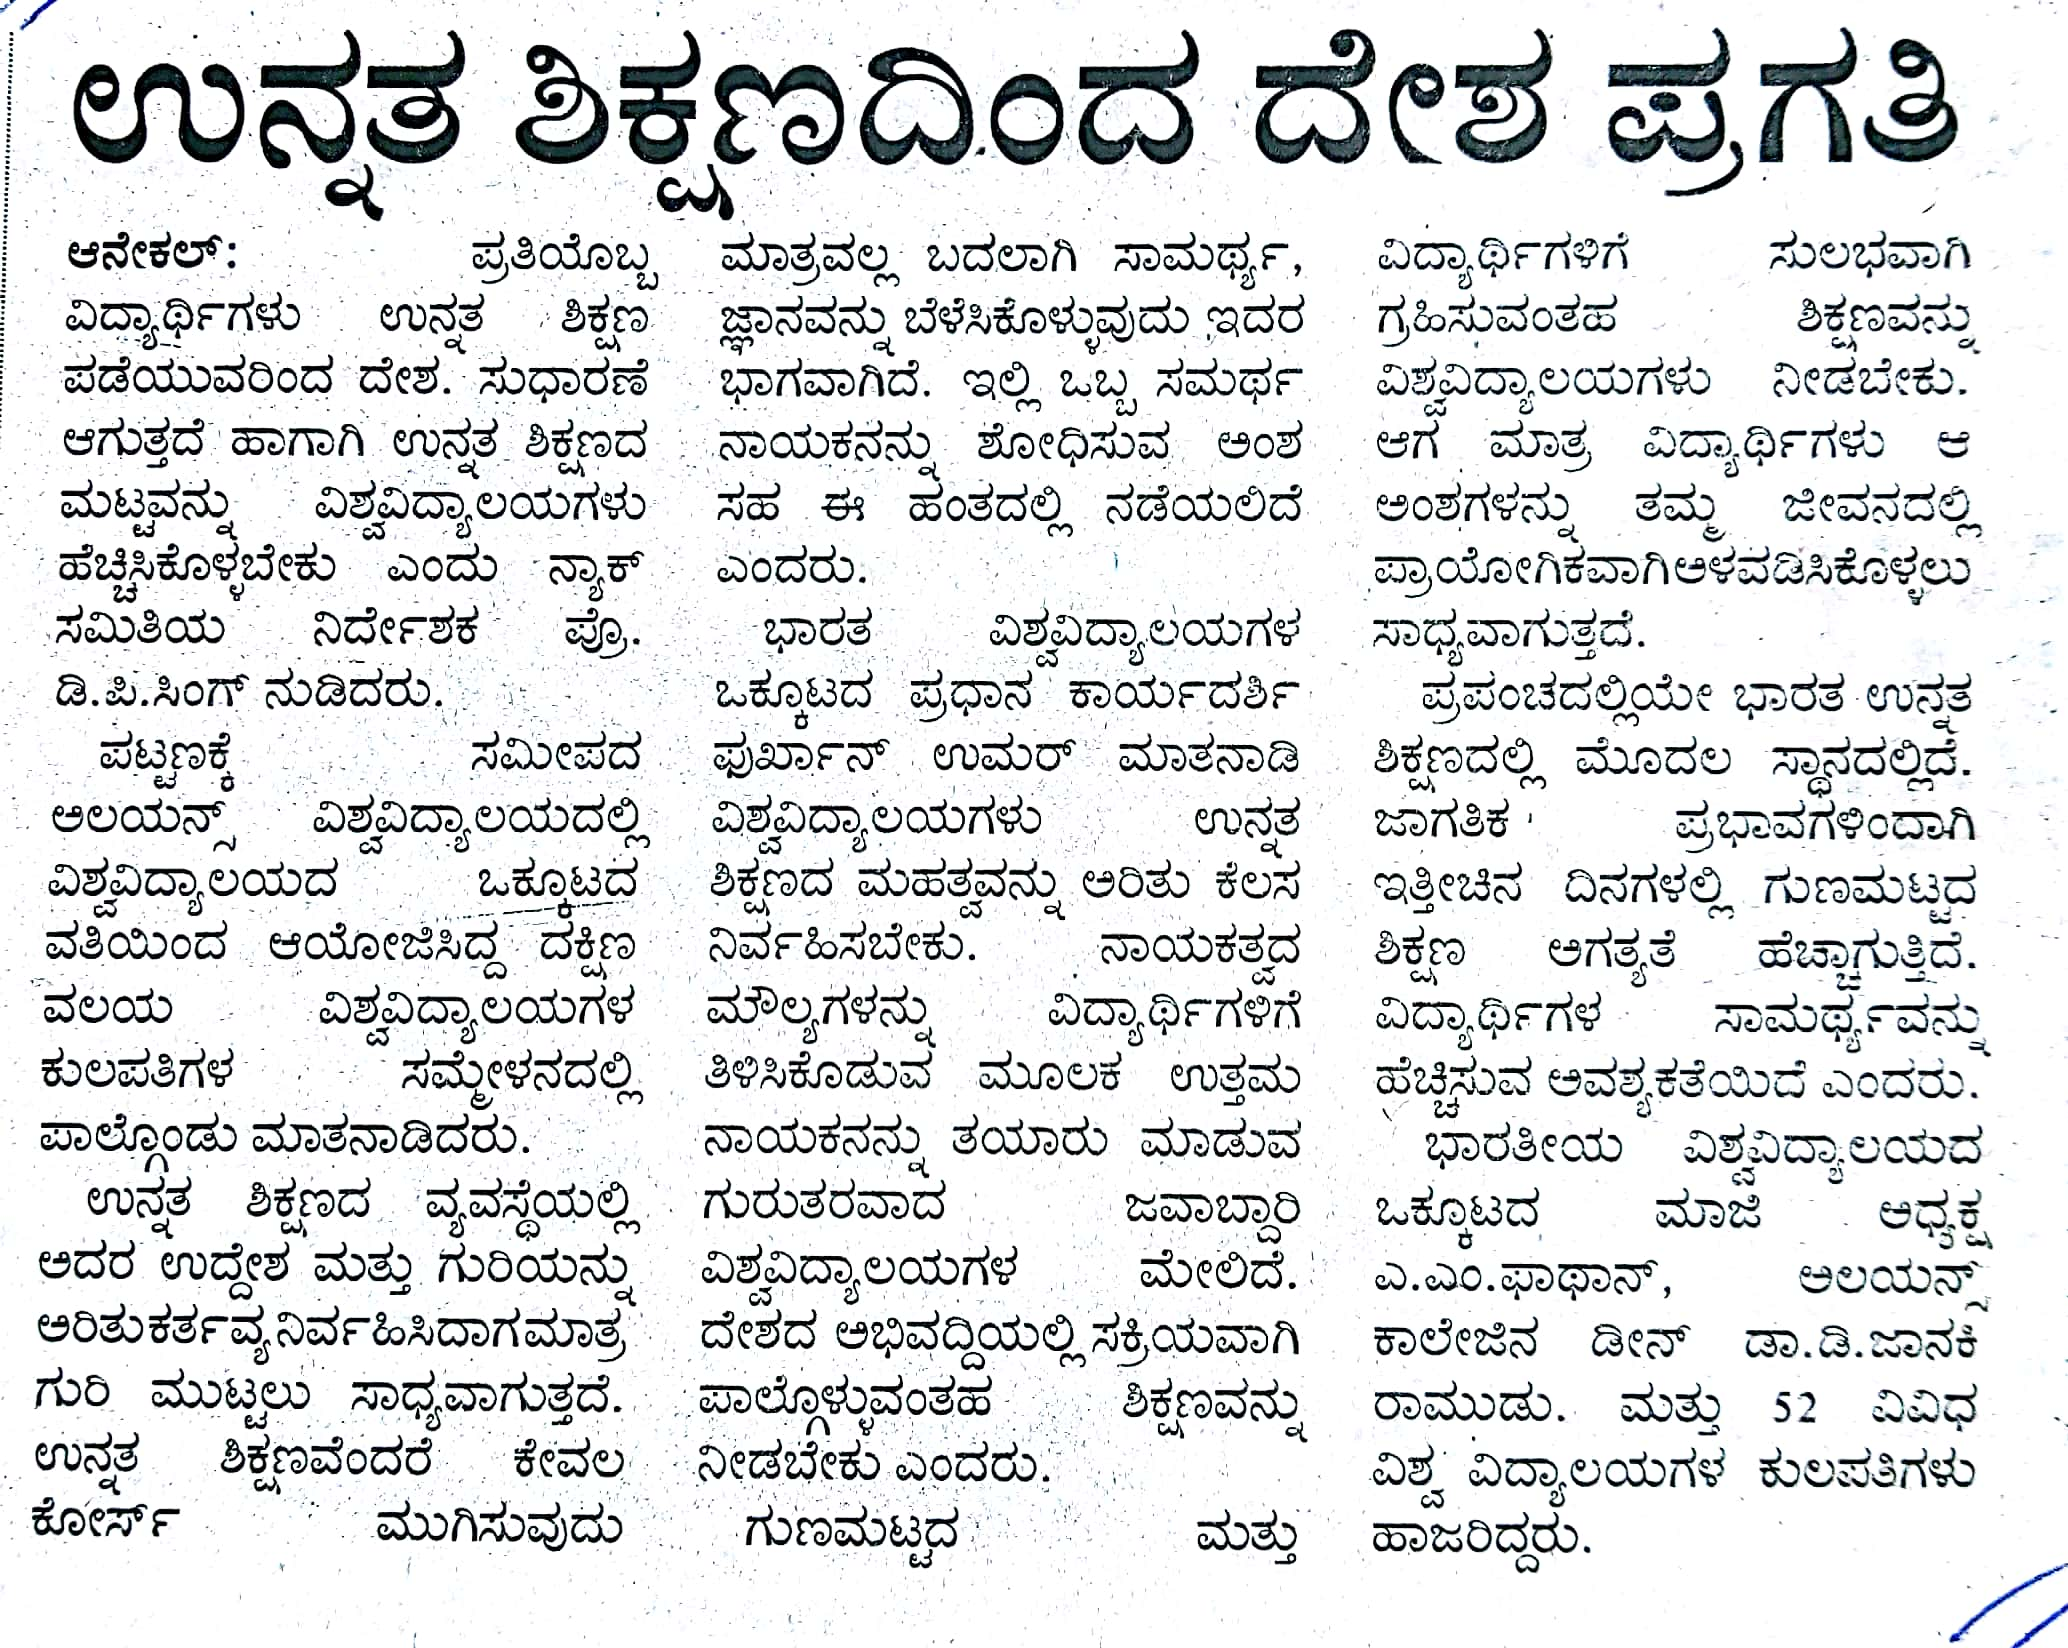 ಉನ್ನತ ಶಿಕ್ಷಣದಿಂದ ದೇಶ ಪ್ರಗತಿ
ಆನೇಕಲ್: ಪ್ರತಿಯೊಬ್ಬ
ವಿದ್ಯಾರ್ಥಿಗಳು ಉನ್ನತ ಶಿಕ್ಷಣ
ಪಡೆಯುವರಿಂದ ದೇಶ. ಸುಧಾರಣೆ
ಆಗುತ್ತದೆ ಹಾಗಾಗಿ ಉನ್ನತ ಶಿಕ್ಷಣದ
ಮಟ್ಟವನ್ನು ವಿಶ್ವವಿದ್ಯಾಲಯಗಳು
ಹೆಚ್ಚಿಸಿಕೊಳ್ಳಬೇಕು ಎಂದು ನ್ಯಾಕ್
ಸಮಿತಿಯ ನಿರ್ದೇಶಕ ಪ್ರೊ.
ಡಿ.ಪಿ.ಸಿಂಗ್ ನುಡಿದರು.
ಪಟ್ಟಣಕ್ಕೆ ಸಮೀಪದ
ಅಲಯನ್ಸ್ ವಿಶ್ವವಿದ್ಯಾಲಯದಲ್ಲಿ
ವಿಶ್ವವಿದ್ಯಾಲಯದ ಒಕ್ಕೂಟದ
ವತಿಯಿಂದ ಆಯೋಜಿಸಿದ್ದ ದಕ್ಷಿಣ
ವಲಯ ವಿಶ್ವವಿದ್ಯಾಲಯಗಳ
ಕುಲಪತಿಗಳ ಸಮ್ಮೇಳನದಲ್ಲಿ
ಪಾಲ್ಗೊಂಡು ಮಾತನಾಡಿದರು.
ಉನ್ನತ ಶಿಕ್ಷಣದ ವ್ಯವಸ್ಥೆಯಲ್ಲಿ
ಅದರ ಉದ್ದೇಶ ಮತ್ತು ಗುರಿಯನ್ನು
ಅರಿತು ಕರ್ತವ್ಯ ನಿರ್ವಹಿಸಿದಾಗ ಮಾತ್ರ
ಗುರಿ ಮುಟ್ಟಲು ಸಾಧ್ಯವಾಗುತ್ತದೆ.
ಉನ್ನತ ಶಿಕ್ಷಣವೆಂದರೆ ಕೇವಲ
ಕೋರ್ಸ್ ಮುಗಿಸುವುದು
ಮಾತ್ರವಲ್ಲ ಬದಲಾಗಿ ಸಾಮರ್ಥ್ಯ,
ಜ್ಞಾನವನ್ನು ಬೆಳೆಸಿಕೊಳ್ಳುವುದು ಇದರ
ಭಾಗವಾಗಿದೆ. ಇಲ್ಲಿ ಒಬ್ಬ ಸಮರ್ಥ
ನಾಯಕನನ್ನು ಶೋಧಿಸುವ ಅಂಶ
ಸಹ ಈ ಹಂತದಲ್ಲಿ ನಡೆಯಲಿದೆ
ಎಂದರು.
ಭಾರತ ವಿಶ್ವವಿದ್ಯಾಲಯಗಳ
ಒಕ್ಕೂಟದ ಪ್ರಧಾನ ಕಾರ್ಯದರ್ಶಿ
ಫುರ್ಖಾನ್ ಉಮರ್ ಮಾತನಾಡಿ
ವಿಶ್ವವಿದ್ಯಾಲಯಗಳು ಉನ್ನತ
ಶಿಕ್ಷಣದ ಮಹತ್ವವನ್ನು ಅರಿತು ಕೆಲಸ
ನಿರ್ವಹಿಸಬೇಕು. ನಾಯಕತ್ವದ
ಮೌಲ್ಯಗಳನ್ನು ವಿದ್ಯಾರ್ಥಿಗಳಿಗೆ
ತಿಳಿಸಿಕೊಡುವ ಮೂಲಕ ಉತ್ತಮ
ನಾಯಕನನ್ನು ತಯಾರು ಮಾಡುವ
ಗುರುತರವಾದ ಜವಾಬ್ದಾರಿ
ವಿಶ್ವವಿದ್ಯಾಲಯಗಳ ಮೇಲಿದೆ.
ದೇಶದ ಅಭಿವದ್ದಿಯಲ್ಲಿ ಸಕ್ರಿಯವಾಗಿ
ಪಾಲ್ಗೊಳ್ಳುವಂತಹ ಶಿಕ್ಷಣವನ್ನು
ನೀಡಬೇಕು ಎಂದರು.
ಗುಣಮಟ್ಟದ ಮತ್ತು
ವಿದ್ಯಾರ್ಥಿಗಳಿಗೆ ಸುಲಭವಾಗಿ
ಗ್ರಹಿಸುವಂತಹ ಶಿಕ್ಷಣವನ್ನು
ವಿಶ್ವವಿದ್ಯಾಲಯಗಳು ನೀಡಬೇಕು.
ಆಗ ಮಾತ್ರ ವಿದ್ಯಾರ್ಥಿಗಳು ಆ
ಅಂಶಗಳನ್ನು ತಮ್ಮ ಜೀವನದಲ್ಲಿ
ಪ್ರಾಯೋಗಿಕವಾಗಿ ಅಳವಡಿಸಿಕೊಳ್ಳಲು
ಸಾಧ್ಯವಾಗುತ್ತದೆ.
ಪ್ರಪಂಚದಲ್ಲಿಯೇ ಭಾರತ ಉನ್ನತ
ಶಿಕ್ಷಣದಲ್ಲಿ ಮೊದಲ ಸ್ಥಾನದಲ್ಲಿದೆ.
ಜಾಗತಿಕ ಪ್ರಭಾವಗಳಿಂದಾಗಿ
ಇತ್ತೀಚಿನ ದಿನಗಳಲ್ಲಿ ಗುಣಮಟ್ಟದ
ಶಿಕ್ಷಣ ಅಗತ್ಯತೆ ಹೆಚ್ಚಾಗುತ್ತಿದೆ.
ವಿದ್ಯಾರ್ಥಿಗಳ ಸಾಮರ್ಥ್ಯವನ್ನು
ಹೆಚ್ಚಿಸುವ ಅವಶ್ಯಕತೆಯಿದೆ ಎಂದರು.
ಭಾರತೀಯ ವಿಶ್ವವಿದ್ಯಾಲಯದ
ಒಕ್ಕೂಟದ ಮಾಜಿ ಅಧ್ಯಕ್ಷ
ಎ.ಎಂ.ಫಾಥಾನ್, ಅಲಯನ್ಸ್
ಕಾಲೇಜಿನ ಡೀನ್ ಡಾ.ಡಿ.ಜಾನಕಿ
ರಾಮುಡು. ಮತ್ತು 52 ವಿವಿಧ
ವಿಶ್ವ ವಿದ್ಯಾಲಯಗಳ ಕುಲಪತಿಗಳು
ಹಾಜರಿದ್ದರು.